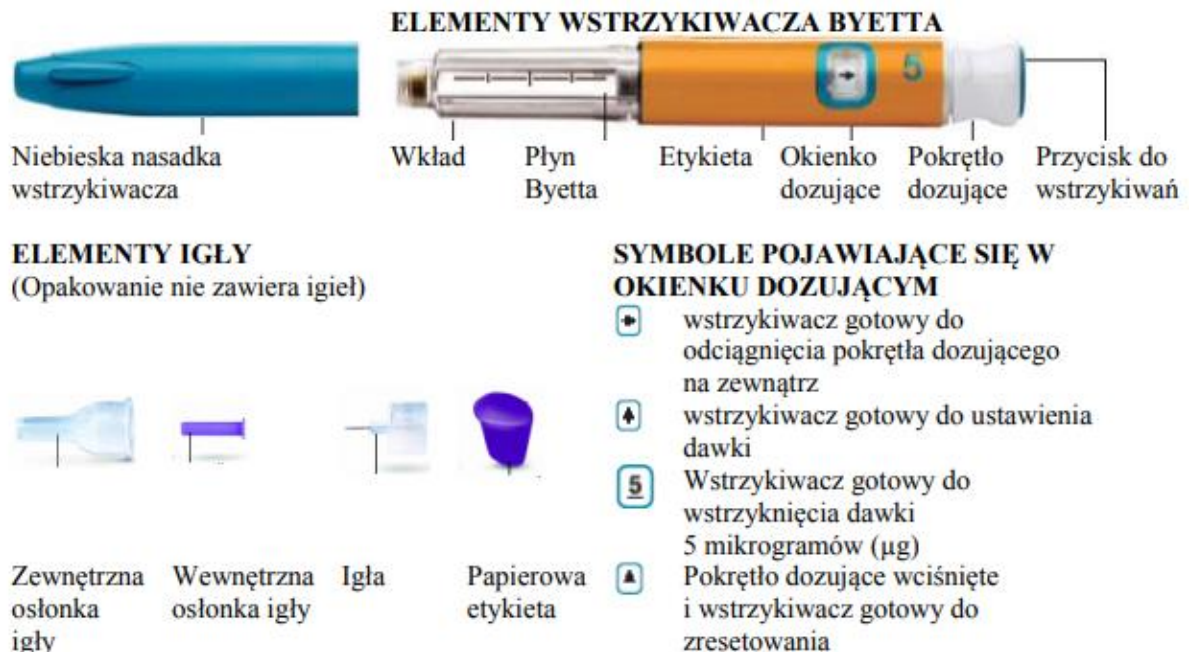 ELEMENTY WSTRZYKIWACZA BYETTA
5
Niebieska nasadka
wstrzykiwacza
Wkład
Płyn
Byetta
Etykieta
Okienko
dozujące
Pokrętło
dozujące
Przycisk do
wstrzykiwań
ELEMENTY IGŁY
(Opakowanie nie zawiera igieł)
Zewnętrzna
osłonka
igły
Wewnętrzna
osłonka igły
Igła
Papierowa
etykieta
SYMBOLE POJAWIAJĄCE SIĘ W
OKIENKU DOZUJĄCYM
wstrzykiwacz gotowy do
odciągnięcia pokrętła dozującego
na zewnątrz
wstrzykiwacz gotowy do ustawienia
dawki
5 Wstrzykiwacz gotowy do
wstrzyknięcia dawki
5 mikrogramów (µg)
Pokrętło dozujące wciśnięte
i wstrzykiwacz gotowy do
zresetowania